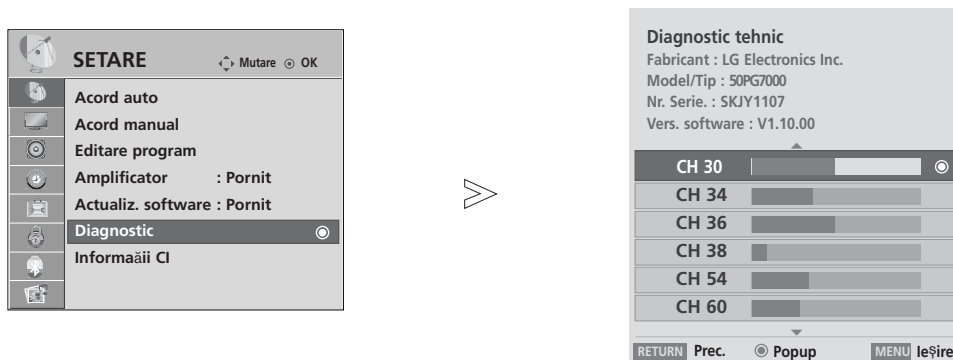 SETARE
Mutare OK
Acord auto
Acord manual
Editare program
Amplificator : Pornit
Actualiz. software : Pornit
Diagnostic
Informaăii CI
Diagnostic tehnic
Fabricant : LG Electronics Inc.
Model/Tip : 50PG7000
Nr. Serie. : SKJY1107
Vers. software : V1.10.00
CH 30
CH 34
CH 36
CH 38
CH 54
CH 60
RETURN Prec. Popup MENU Ieșire